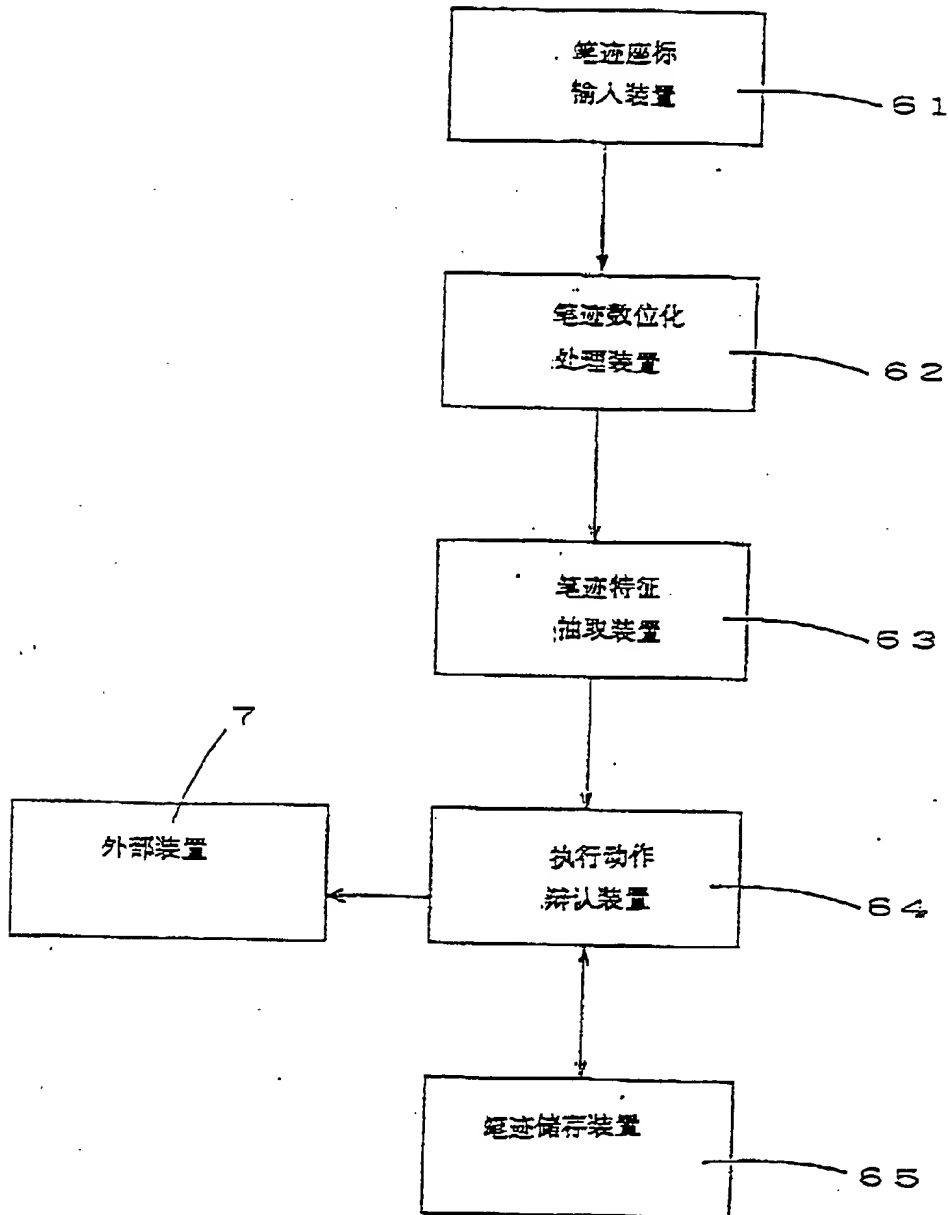 笔迹座标
输入装置
61
笔迹数位化
处理装置
62
笔迹特征
抽取装置
63
7
外部装置
执行动作
辨认装置
64
笔迹储存装置
65